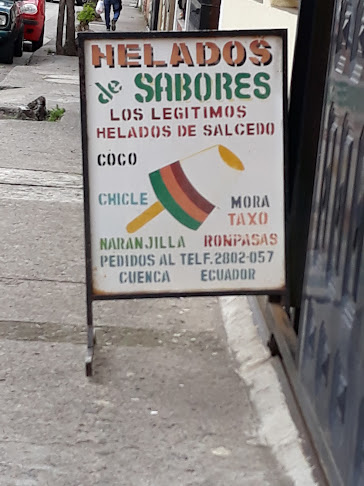 HELADOS
de SABORES
LOS LEGITIMOS
HELADOS DE SALCEDO
COCO
CHICLE
MORA
TAXO
NARANJILLA RONPASAS
PEDIDOS AL TELF. 2802-057
CUENCA ECUADOR